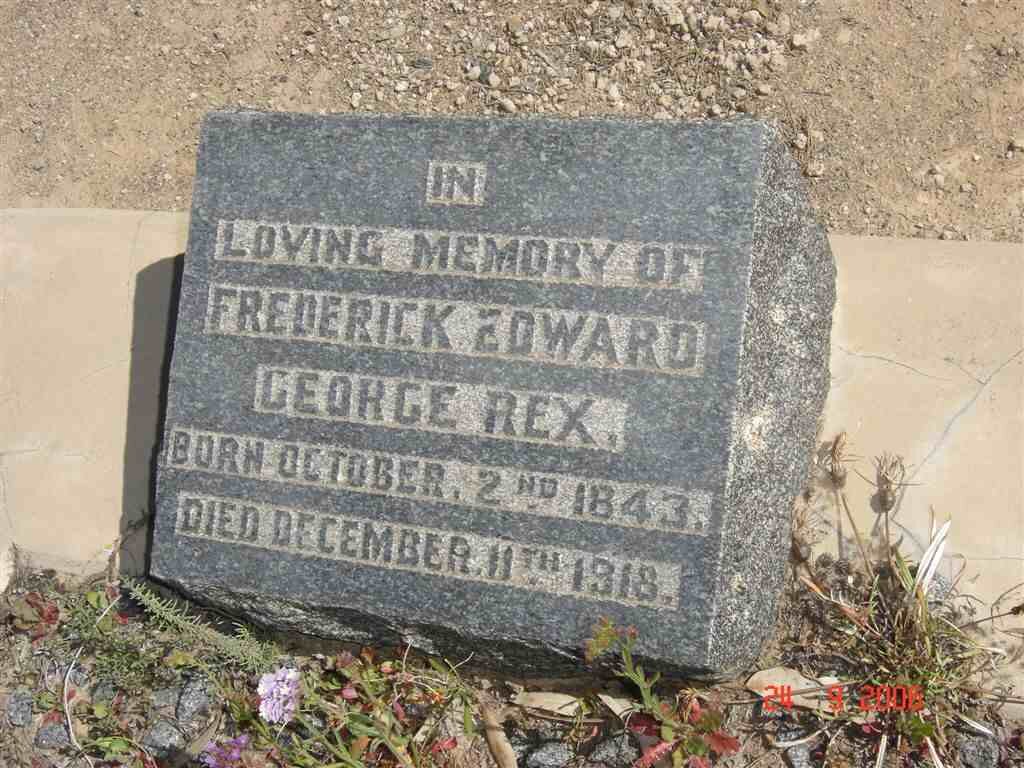 IN
LOVING MEMORY OF
FREDERICK EDWARD
GEORGE REX.
BORN OCTOBER, 2ND 1843.
DIED DECEMBER 11TH 1918.
24 9 2006